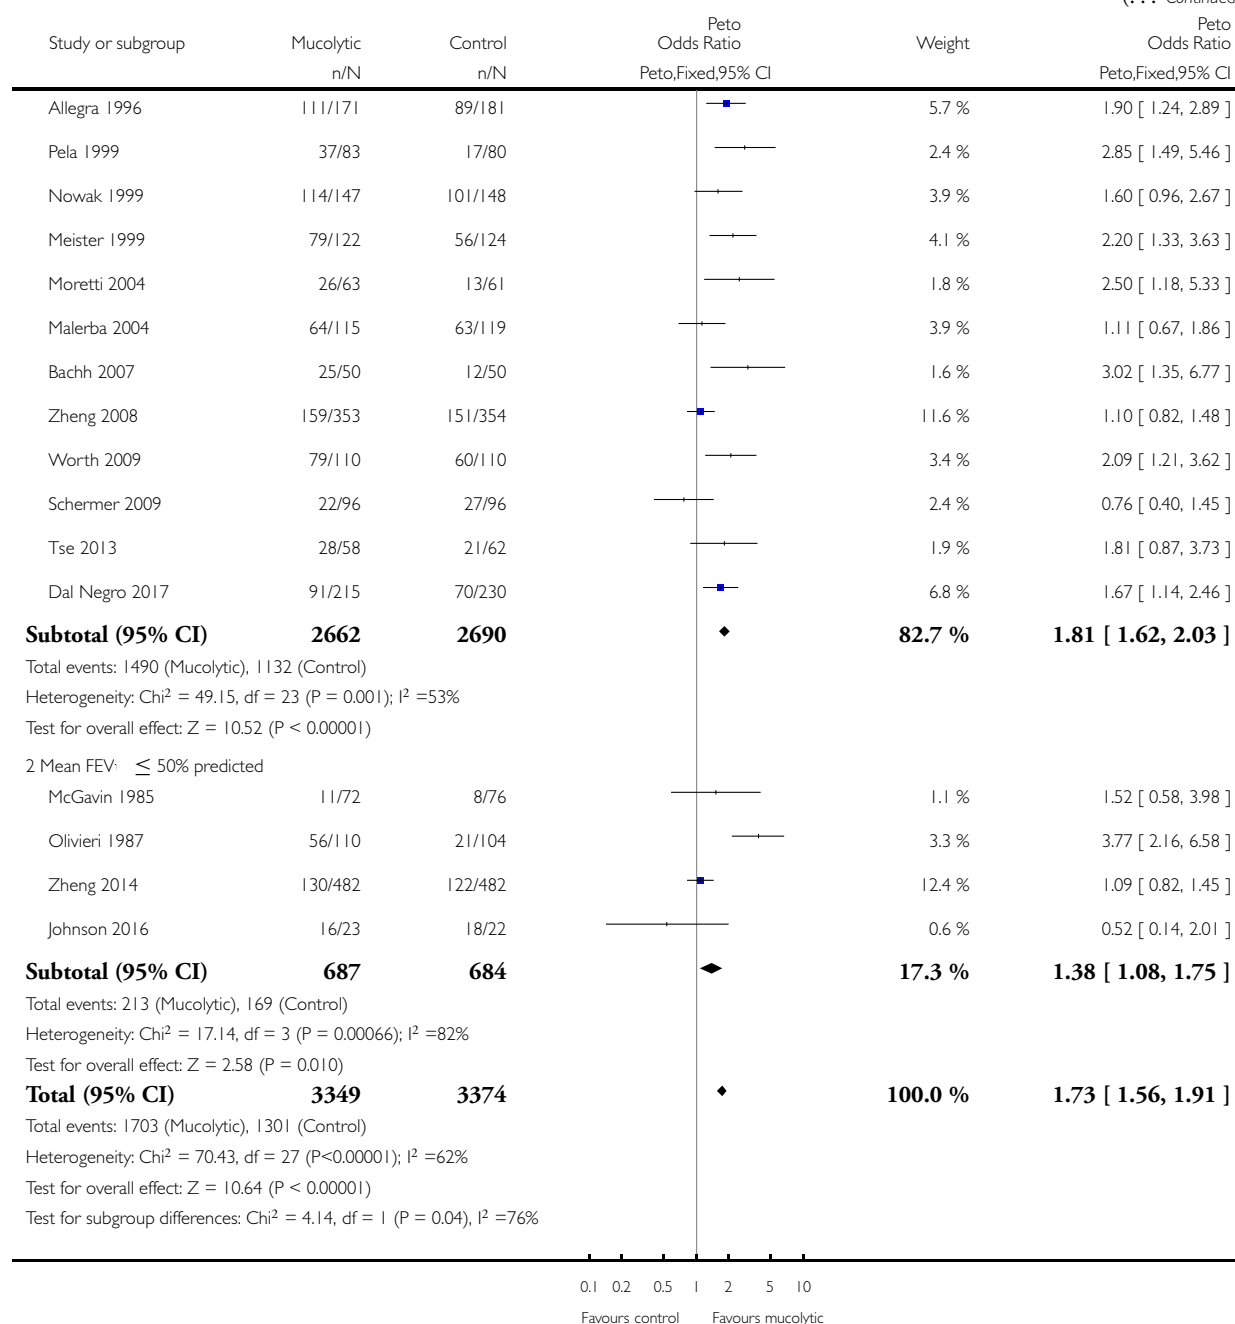 (... Continued
Peto Peto
Study or subgroup Mucolytic Control Odds Ratio Weight Odds Ratio
n/N n/N Peto,Fixed,95% CI Peto,Fixed,95% CI
Allegra 1996 111/171 89/181 5.7 % 1.90 [ 1.24, 2.89 ]
Pela 1999 37/83 17/80 2.4 % 2.85 [ 1.49, 5.46 ]
Nowak 1999 114/147 101/148 3.9 % 1.60 [ 0.96, 2.67 ]
Meister 1999 79/122 56/124 4.1 % 2.20 [ 1.33, 3.63 ]
Moretti 2004 26/63 13/61 1.8 % 2.50 [ 1.18, 5.33 ]
Malerba 2004 64/115 63/119 3.9 % 1.11 [ 0.67, 1.86 ]
Bachh 2007 25/50 12/50 1.6 % 3.02 [ 1.35, 6.77 ]
Zheng 2008 159/353 151/354 11.6 % 1.10 [ 0.82, 1.48 ]
Worth 2009 79/110 60/110 3.4 % 2.09 [ 1.21, 3.62 ]
Schermer 2009 22/96 27/96 2.4 % 0.76 [ 0.40, 1.45 ]
Tse 2013 28/58 21/62 1.9 % 1.81 [ 0.87, 3.73 ]
Dal Negro 2017 91/215 70/230 6.8 % 1.67 [ 1.14, 2.46 ]
Subtotal (95% CI) 2662 2690 82.7 % 1.81 [ 1.62, 2.03 ]
Total events: 1490 (Mucolytic), 1132 (Control)
Heterogeneity: Chi² = 49.15, df = 23 (P = 0.001); I² =53%
Test for overall effect: Z = 10.52 (P < 0.00001)
2 Mean FEV₁ ≤ 50% predicted
McGavin 1985 11/72 8/76 1.1 % 1.52 [ 0.58, 3.98 ]
Olivieri 1987 56/110 21/104 3.3 % 3.77 [ 2.16, 6.58 ]
Zheng 2014 130/482 122/482 12.4 % 1.09 [ 0.82, 1.45 ]
Johnson 2016 16/23 18/22 0.6 % 0.52 [ 0.14, 2.01 ]
Subtotal (95% CI) 687 684 17.3 % 1.38 [ 1.08, 1.75 ]
Total events: 213 (Mucolytic), 169 (Control)
Heterogeneity: Chi² = 17.14, df = 3 (P = 0.00066); I² =82%
Test for overall effect: Z = 2.58 (P = 0.010)
Total (95% CI) 3349 3374 100.0 % 1.73 [ 1.56, 1.91 ]
Total events: 1703 (Mucolytic), 1301 (Control)
Heterogeneity: Chi² = 70.43, df = 27 (P<0.00001); I² =62%
Test for overall effect: Z = 10.64 (P < 0.00001)
Test for subgroup differences: Chi² = 4.14, df = 1 (P = 0.04), I² =76%
0.1 0.2 0.5 1 2 5 10
Favours control Favours mucolytic